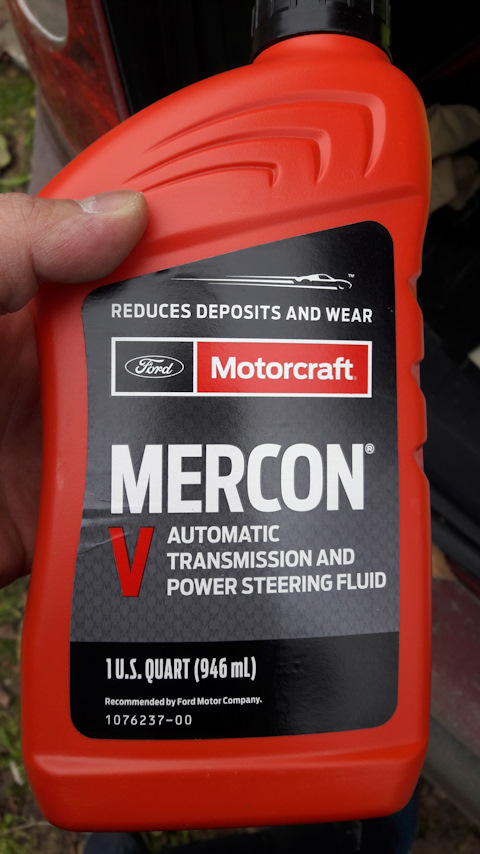 ™
REDUCES DEPOSITS AND WEAR
Ford Motorcraft
MERCON®
V AUTOMATIC
TRANSMISSION AND
POWER STEERING FLUID
1 U.S. QUART (946 mL)
Recommended by Ford Motor Company.
1076237-00